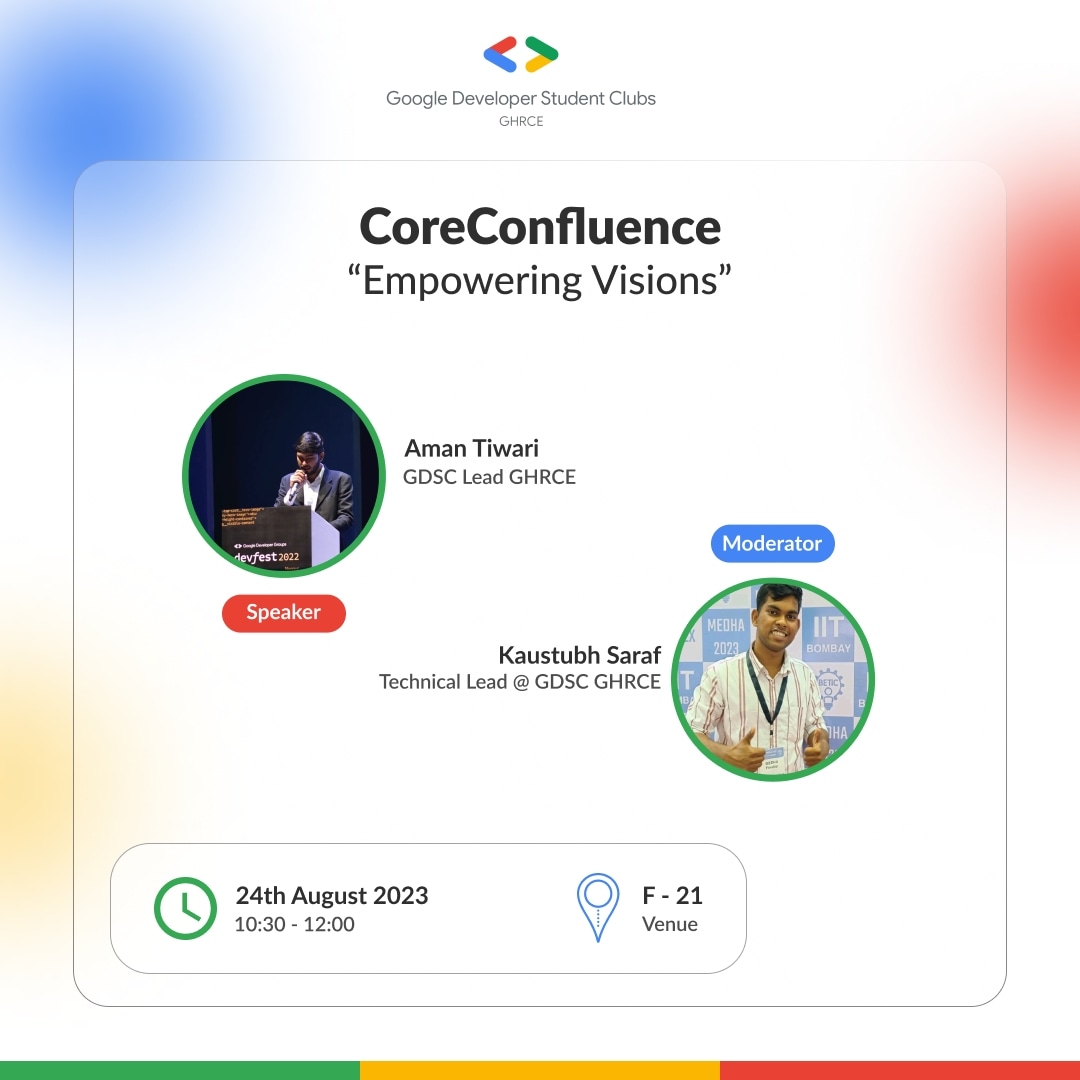 Google Developer Student Clubs
GHRCE
CoreConfluence
“Empowering Visions”
Aman Tiwari
GDSC Lead GHRCE
Google Developer Groups
devfest 2022
Speaker
Moderator
MEDHA
2023
IIT
BOMBAY
BETIC
Kaustubh Saraf
Technical Lead @ GDSC GHRCE
24th August 2023
10:30 - 12:00
F - 21
Venue